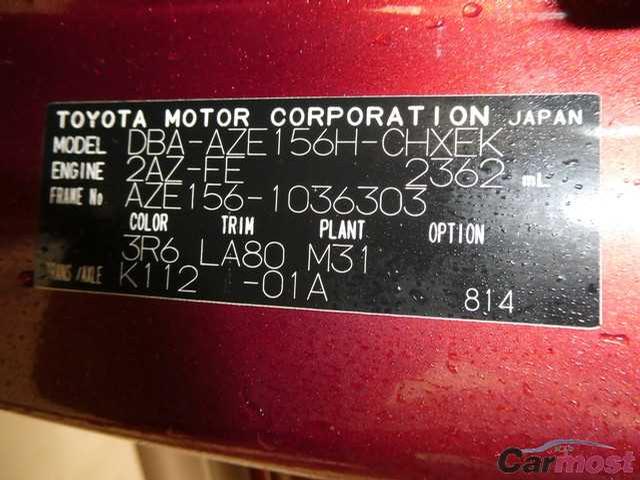 TOYOTA MOTOR CORPORATION JAPAN
MODEL DBA-AZE156H-CHXEK
ENGINE 2AZ-FE 2362 mL
FRAME No AZE156-1036303
COLOR TRIM PLANT OPTION
3R6 LA80 M31
TRANS/AXLE K112 -01A 814
Carmost